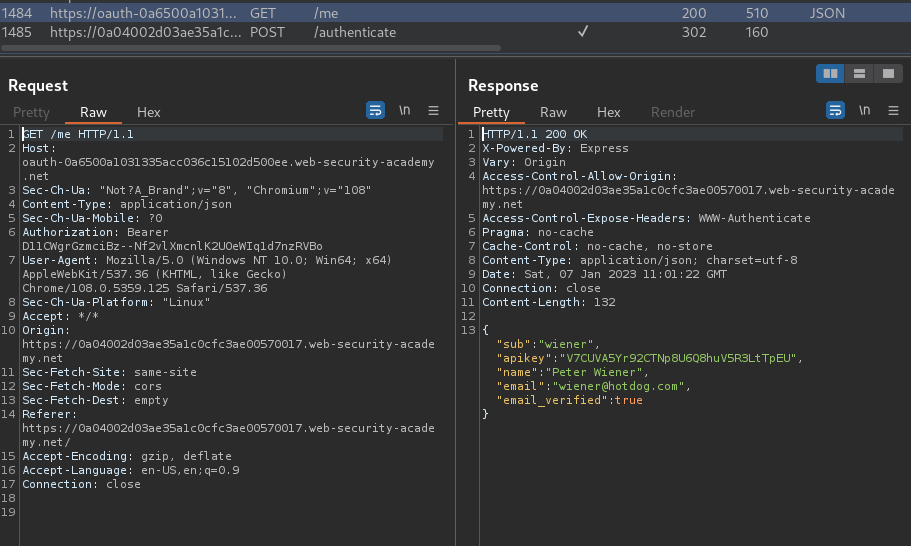 1484 https://oauth-0a6500a1031... GET /me 200 510 JSON
1485 https://0a04002d03ae35a1c... POST /authenticate ✓ 302 160
Request
Pretty Raw Hex \n
1 GET /me HTTP/1.1
2 Host:
oauth-0a6500a1031335acc036c15102d500ee.web-security-academy
.net
3 Sec-Ch-Ua: "Not?A_Brand";v="8", "Chromium";v="108"
4 Content-Type: application/json
5 Sec-Ch-Ua-Mobile: ?0
6 Authorization: Bearer
D11CWgrGzmciBz--Nf2vlXmcnlK2UOeWIq1d7nzRVBo
7 User-Agent: Mozilla/5.0 (Windows NT 10.0; Win64; x64)
AppleWebKit/537.36 (KHTML, like Gecko)
Chrome/108.0.5359.125 Safari/537.36
8 Sec-Ch-Ua-Platform: "Linux"
9 Accept: */*
10 Origin:
https://0a04002d03ae35a1c0cfc3ae00570017.web-security-acade
my.net
11 Sec-Fetch-Site: same-site
12 Sec-Fetch-Mode: cors
13 Sec-Fetch-Dest: empty
14 Referer:
https://0a04002d03ae35a1c0cfc3ae00570017.web-security-acade
my.net/
15 Accept-Encoding: gzip, deflate
16 Accept-Language: en-US,en;q=0.9
17 Connection: close
18
19
Response
Pretty Raw Hex Render \n
1 HTTP/1.1 200 OK
2 X-Powered-By: Express
3 Vary: Origin
4 Access-Control-Allow-Origin:
https://0a04002d03ae35a1c0cfc3ae00570017.web-security-acade
my.net
5 Access-Control-Expose-Headers: WWW-Authenticate
6 Pragma: no-cache
7 Cache-Control: no-cache, no-store
8 Content-Type: application/json; charset=utf-8
9 Date: Sat, 07 Jan 2023 11:01:22 GMT
10 Connection: close
11 Content-Length: 132
12
13 {
"sub":"wiener",
"apikey":"V7CUVA5Yr92CTNp8U6Q8huV5R3LtTpEU",
"name":"Peter Wiener",
"email":"wiener@hotdog.com",
"email_verified":true
}